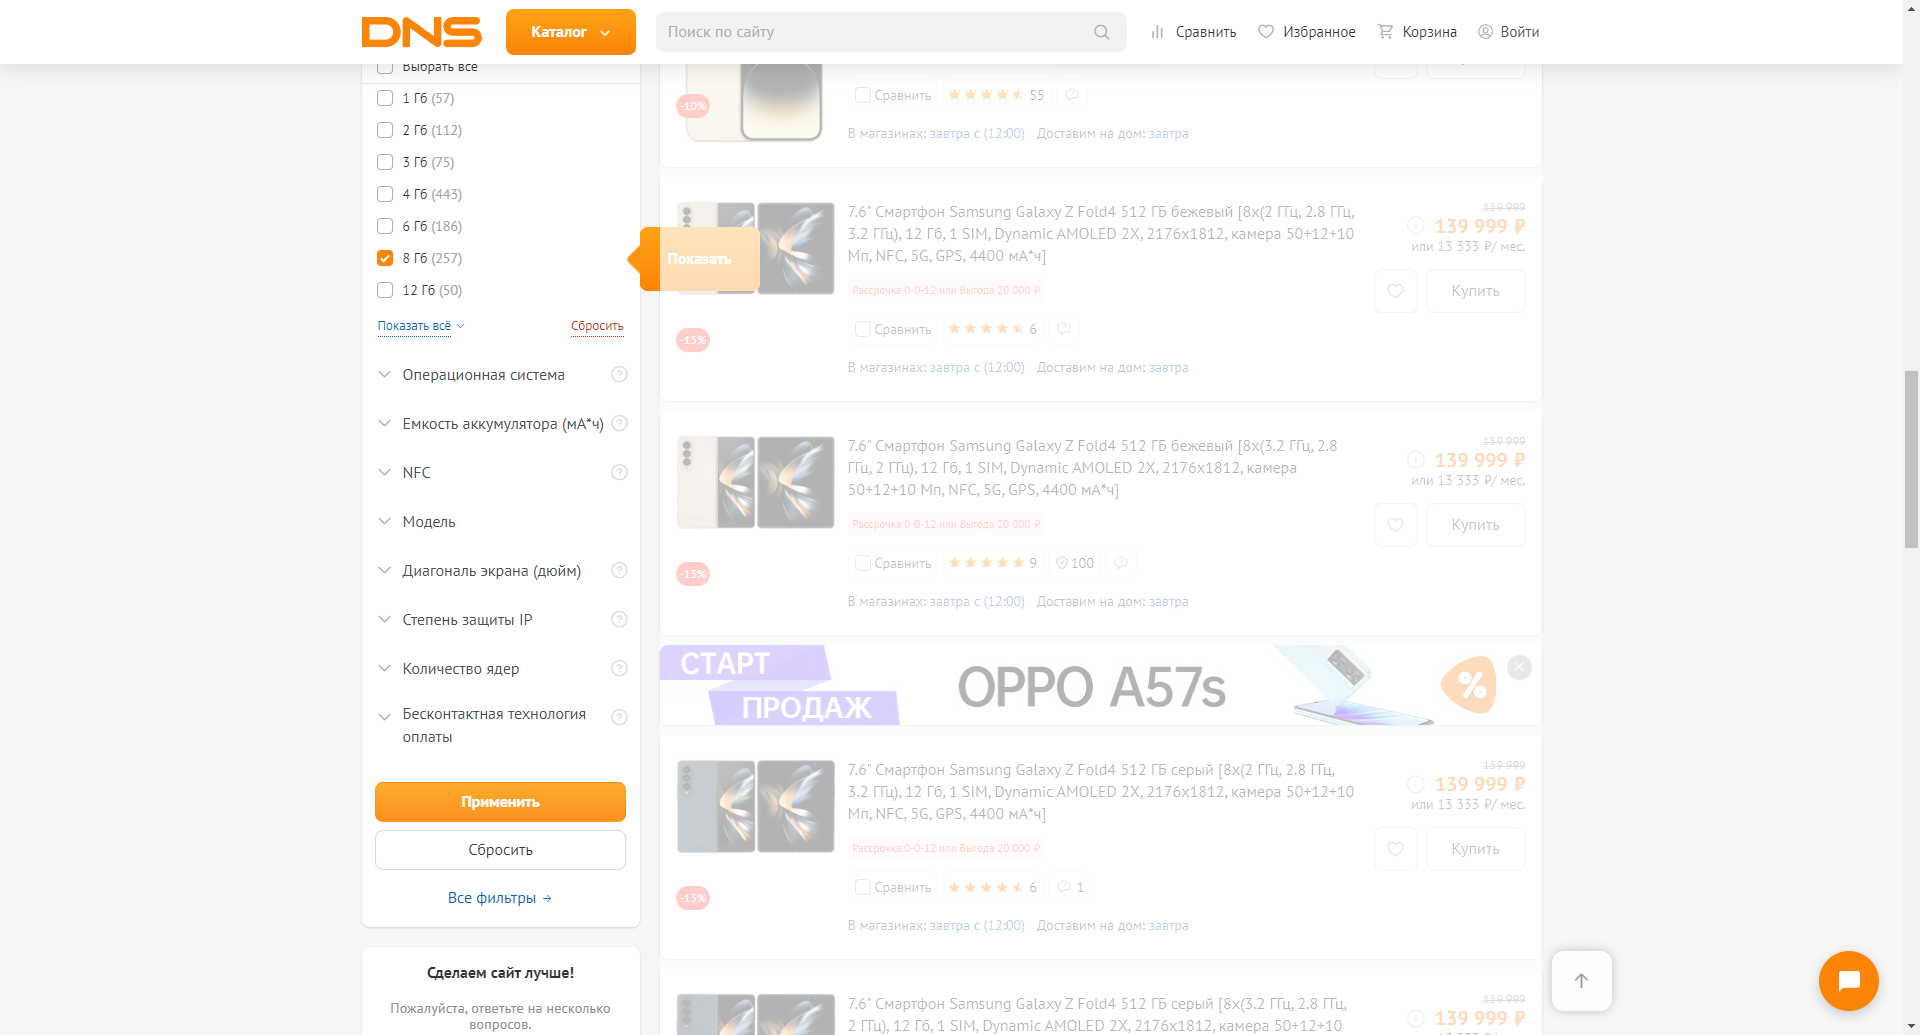 DNS
Каталог
Поиск по сайту
Сравнить
Избранное
Корзина
Войти
Выбрать все
1 Гб (57)
2 Гб (112)
3 Гб (75)
4 Гб (443)
6 Гб (186)
8 Гб (257)
12 Гб (50)
Показать всё
Сбросить
Операционная система
Емкость аккумулятора (мА*ч)
NFC
Модель
Диагональ экрана (дюйм)
Степень защиты IP
Количество ядер
Бесконтактная технология
оплаты
Применить
Сбросить
Все фильтры →
Сделаем сайт лучше!
Пожалуйста, ответьте на несколько
вопросов.
Показать
-10%
Сравнить
55
В магазинах: завтра с (12:00) Доставим на дом: завтра
7.6" Смартфон Samsung Galaxy Z Fold4 512 ГБ бежевый [8x(2 ГГц, 2.8 ГГц,
3.2 ГГц), 12 Гб, 1 SIM, Dynamic AMOLED 2X, 2176x1812, камера 50+12+10
Мп, NFC, 5G, GPS, 4400 мА*ч]
Рассрочка 0-0-12 или Выгода 20 000 ₽
159 999
139 999 ₽
или 13 333 ₽/ мес.
Купить
-13%
Сравнить
6
В магазинах: завтра с (12:00) Доставим на дом: завтра
7.6" Смартфон Samsung Galaxy Z Fold4 512 ГБ бежевый [8x(3.2 ГГц, 2.8
ГГц, 2 ГГц), 12 Гб, 1 SIM, Dynamic AMOLED 2X, 2176x1812, камера
50+12+10 Мп, NFC, 5G, GPS, 4400 мА*ч]
Рассрочка 0-0-12 или Выгода 20 000 ₽
159 999
139 999 ₽
или 13 333 ₽/ мес.
Купить
-13%
Сравнить
9
100
В магазинах: завтра с (12:00) Доставим на дом: завтра
СТАРТ
ПРОДАЖ
OPPO A57s
%
7.6" Смартфон Samsung Galaxy Z Fold4 512 ГБ серый [8x(2 ГГц, 2.8 ГГц,
3.2 ГГц), 12 Гб, 1 SIM, Dynamic AMOLED 2X, 2176x1812, камера 50+12+10
Мп, NFC, 5G, GPS, 4400 мА*ч]
Рассрочка 0-0-12 или Выгода 20 000 ₽
159 999
139 999 ₽
или 13 333 ₽/ мес.
Купить
-13%
Сравнить
6
1
В магазинах: завтра с (12:00) Доставим на дом: завтра
7.6" Смартфон Samsung Galaxy Z Fold4 512 ГБ серый [8x(3.2 ГГц, 2.8 ГГц,
2 ГГц), 12 Гб, 1 SIM, Dynamic AMOLED 2X, 2176x1812, камера 50+12+10
159 999
139 999 ₽